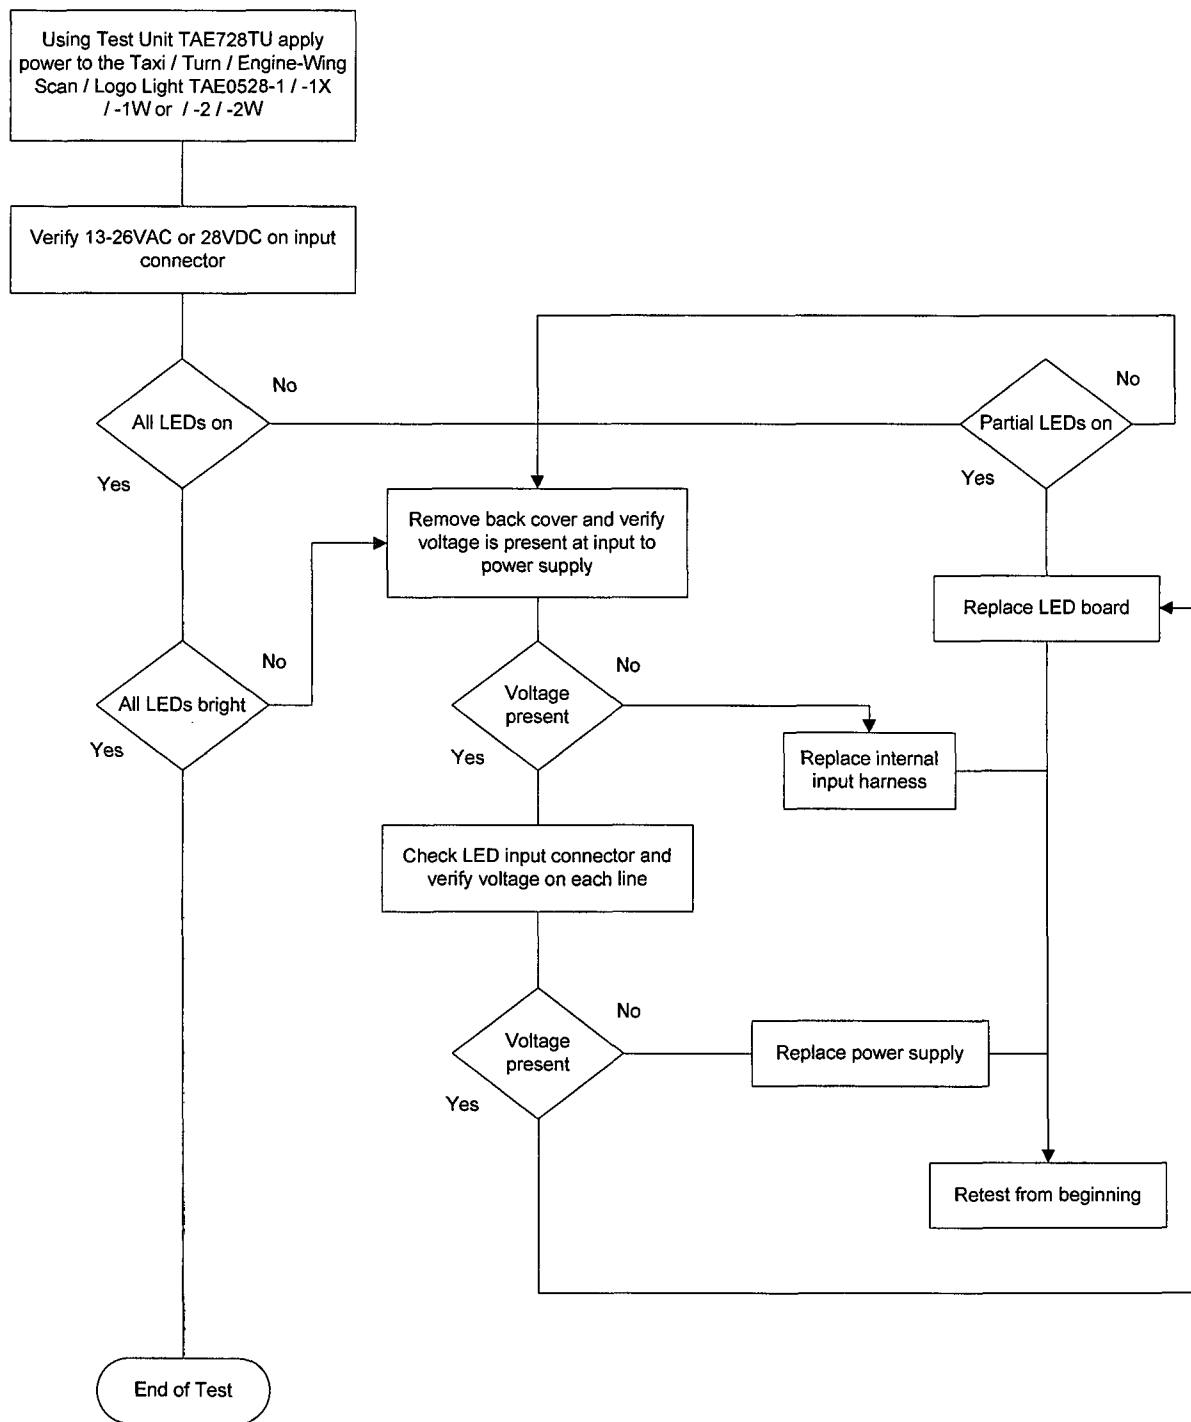 Using Test Unit TAE728TU apply
power to the Taxi / Turn / Engine-Wing
Scan / Logo Light TAE0528-1 / -1X
/ -1W or / -2 / -2W
Verify 13-26VAC or 28VDC on input
connector
All LEDs on
No
Yes
Partial LEDs on
No
Yes
Remove back cover and verify
voltage is present at input to
power supply
Replace LED board
All LEDs bright
No
Yes
Voltage
present
No
Yes
Replace internal
input harness
Check LED input connector and
verify voltage on each line
Voltage
present
No
Yes
Replace power supply
Retest from beginning
End of Test